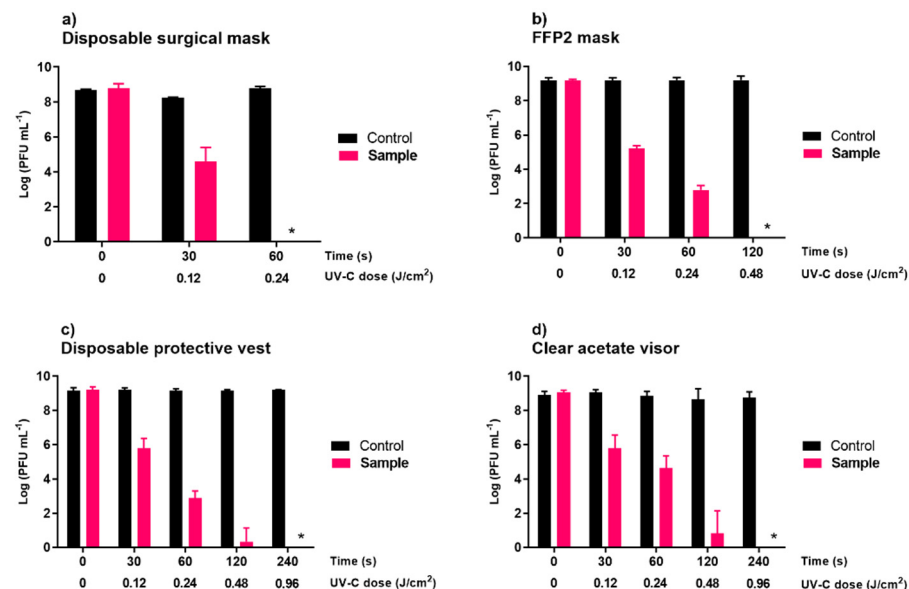 a)
Disposable surgical mask
10
8
6
4
2
0
Log (PFU mL⁻¹)
Control
Sample
*
0 30 60 Time (s)
0 0.12 0.24 UV-C dose (J/cm²)
b)
FFP2 mask
10
8
6
4
2
0
Log (PFU mL⁻¹)
Control
Sample
*
0 30 60 120 Time (s)
0 0.12 0.24 0.48 UV-C dose (J/cm²)
c)
Disposable protective vest
10
8
6
4
2
0
Log (PFU mL⁻¹)
Control
Sample
*
0 30 60 120 240 Time (s)
0 0.12 0.24 0.48 0.96 UV-C dose (J/cm²)
d)
Clear acetate visor
10
8
6
4
2
0
Log (PFU mL⁻¹)
Control
Sample
*
0 30 60 120 240 Time (s)
0 0.12 0.24 0.48 0.96 UV-C dose (J/cm²)